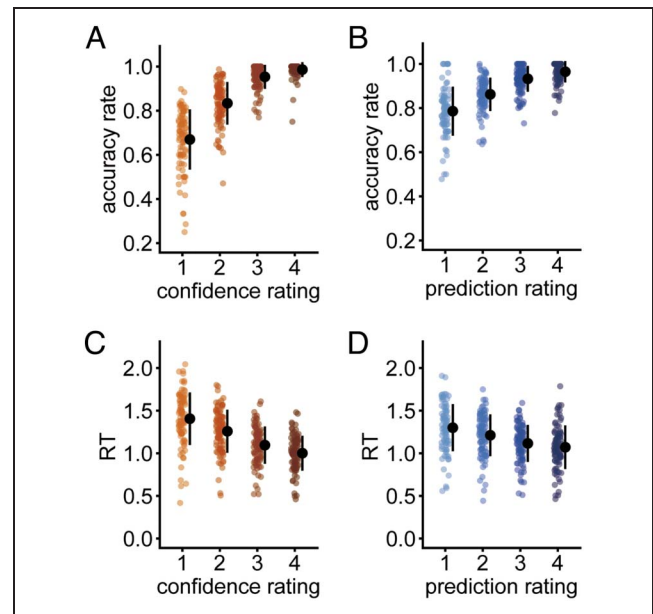 A
accuracy rate
1.0
0.8
0.6
0.4
0.2
1 2 3 4
confidence rating
B
accuracy rate
1.0
0.8
0.6
0.4
0.2
1 2 3 4
prediction rating
C
RT
2.0
1.5
1.0
0.5
0.0
1 2 3 4
confidence rating
D
RT
2.0
1.5
1.0
0.5
0.0
1 2 3 4
prediction rating